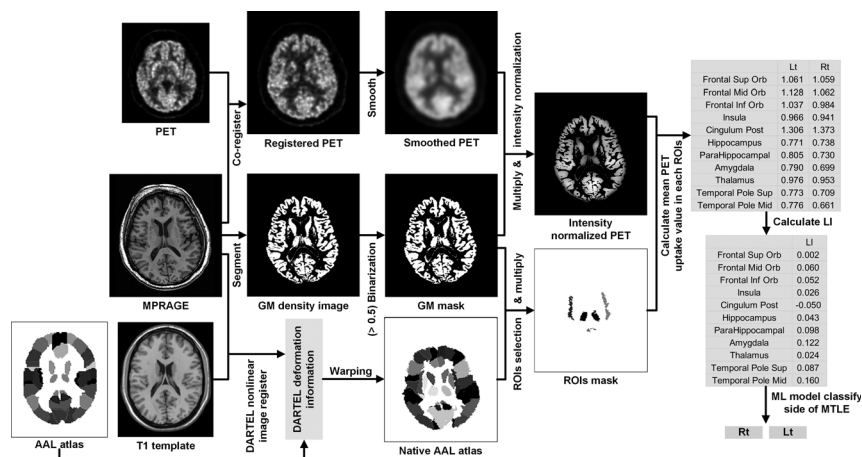 PET
Co-register
Registered PET
Smooth
Smoothed PET
Multiply & intensity normalization
Intensity
normalized PET
Calculate mean PET
uptake value in each ROIs
Lt Rt
Frontal Sup Orb 1.061 1.059
Frontal Mid Orb 1.128 1.062
Frontal Inf Orb 1.037 0.984
Insula 0.966 0.941
Cingulum Post 1.306 1.373
Hippocampus 0.771 0.738
ParaHippocampal 0.805 0.730
Amygdala 0.790 0.699
Thalamus 0.976 0.953
Temporal Pole Sup 0.773 0.709
Temporal Pole Mid 0.776 0.661
Calculate LI
LI
Frontal Sup Orb 0.002
Frontal Mid Orb 0.060
Frontal Inf Orb 0.052
Insula 0.026
Cingulum Post -0.050
Hippocampus 0.043
ParaHippocampal 0.098
Amygdala 0.122
Thalamus 0.024
Temporal Pole Sup 0.087
Temporal Pole Mid 0.160
ML model classify
side of MTLE
Rt Lt
MPRAGE
Segment
GM density image
(> 0.5) Binarization
GM mask
ROIs selection & multiply
ROIs mask
AAL atlas
T1 template
DARTEL nonlinear
image register
DARTEL deformation
information
Warping
Native AAL atlas